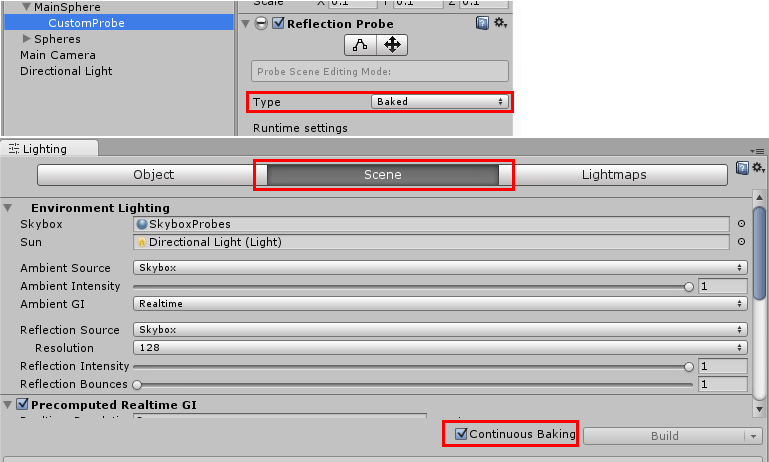 MainSphere
CustomProbe
Spheres
Main Camera
Directional Light
Scale X 0.1 Y 0.1 Z 0.1
Reflection Probe
Probe Scene Editing Mode:
Type Baked
Runtime settings
Lighting
Object Scene Lightmaps
Environment Lighting
Skybox SkyboxProbes
Sun Directional Light (Light)
Ambient Source Skybox
Ambient Intensity 1
Ambient GI Realtime
Reflection Source Skybox
Resolution 128
Reflection Intensity 1
Reflection Bounces 1
Precomputed Realtime GI
Continuous Baking Build